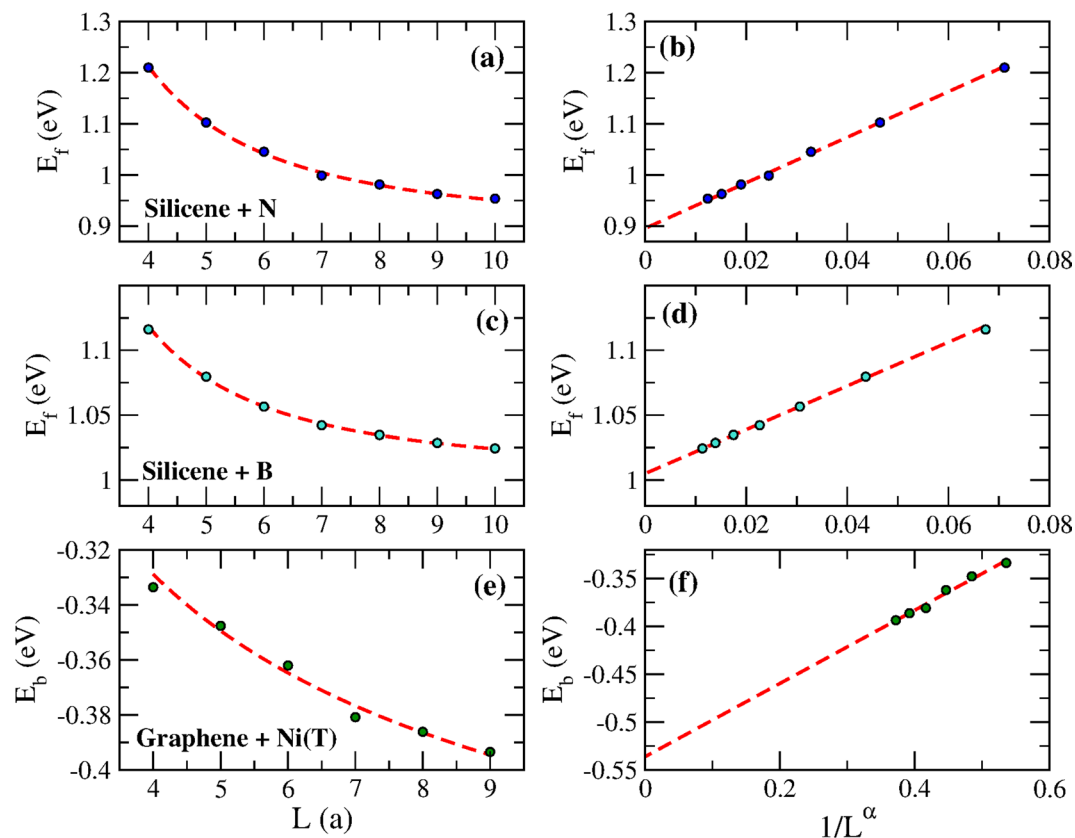 1.3
1.2
1.1
1
0.9
E_f (eV)
(a)
Silicene + N
4 5 6 7 8 9 10
1.3
1.2
1.1
1
0.9
E_f (eV)
(b)
0 0.02 0.04 0.06 0.08
1.1
1.05
1
E_f (eV)
(c)
Silicene + B
4 5 6 7 8 9 10
1.1
1.05
1
E_f (eV)
(d)
0 0.02 0.04 0.06 0.08
-0.32
-0.34
-0.36
-0.38
-0.4
E_b (eV)
(e)
Graphene + Ni(T)
4 5 6 7 8 9
L (a)
-0.35
-0.4
-0.45
-0.5
-0.55
E_b (eV)
(f)
0 0.2 0.4 0.6
1/L^α